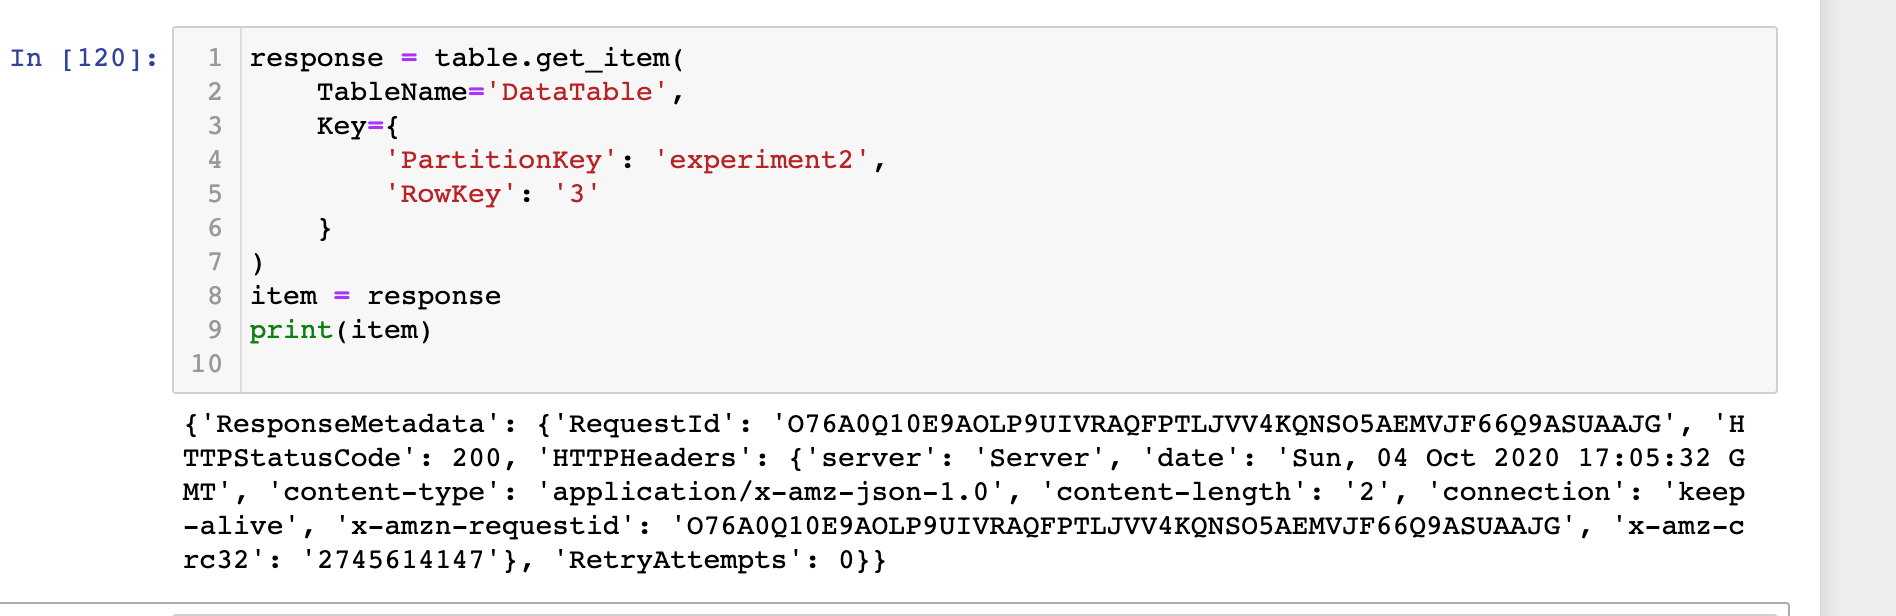 In [120]:
1 response = table.get_item(
2     TableName='DataTable',
3     Key={
4         'PartitionKey': 'experiment2',
5         'RowKey': '3'
6     }
7 )
8 item = response
9 print(item)
10
{'ResponseMetadata': {'RequestId': 'O76A0Q10E9AOLP9UIVRAQFPTLJVV4KQNSO5AEMVJF66Q9ASUAAJG', 'H
TTPStatusCode': 200, 'HTTPHeaders': {'server': 'Server', 'date': 'Sun, 04 Oct 2020 17:05:32 G
MT', 'content-type': 'application/x-amz-json-1.0', 'content-length': '2', 'connection': 'keep
-alive', 'x-amzn-requestid': 'O76A0Q10E9AOLP9UIVRAQFPTLJVV4KQNSO5AEMVJF66Q9ASUAAJG', 'x-amz-c
rc32': '2745614147'}, 'RetryAttempts': 0}}